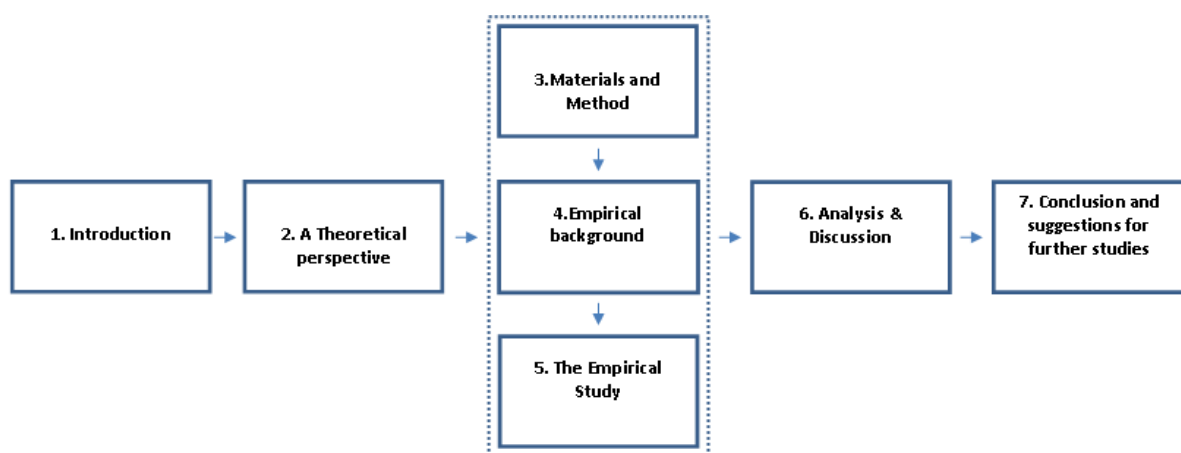 1. Introduction
2. A Theoretical
perspective
3.Materials and
Method
4.Empirical
background
5. The Empirical
Study
6. Analysis &
Discussion
7. Conclusion and
suggestions for
further studies